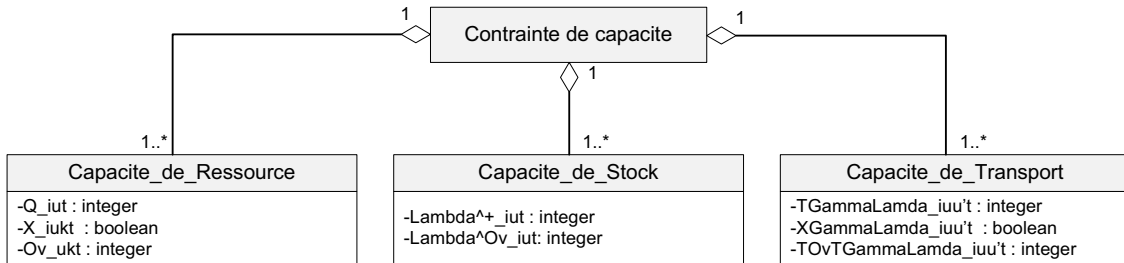 1
Contrainte de capacite
1
1
1..*
1..*
1..*
Capacite_de_Ressource
-Q_iut : integer
-X_iukt : boolean
-Ov_ukt : integer
Capacite_de_Stock
-Lambda^+_iut : integer
-Lambda^Ov_iut: integer
Capacite_de_Transport
-TGammaLamda_iuu't : integer
-XGammaLamda_iuu't : boolean
-TOvTGammaLamda_iuu't : integer